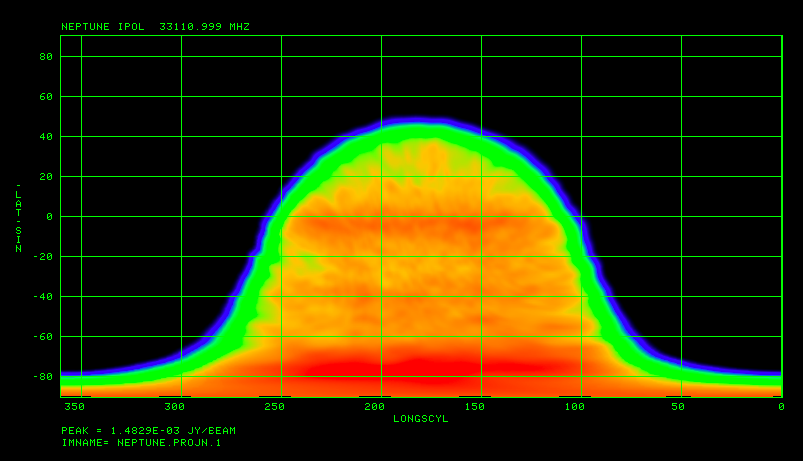 NEPTUNE IPOL  33110.999 MHZ
80
60
40
20
0
-20
-40
-60
-80
-LAT-SIN
350 300 250 200 150 100 50 0
LONGSCYL
PEAK = 1.4829E-03 JY/BEAM
IMNAME= NEPTUNE.PROJN.1